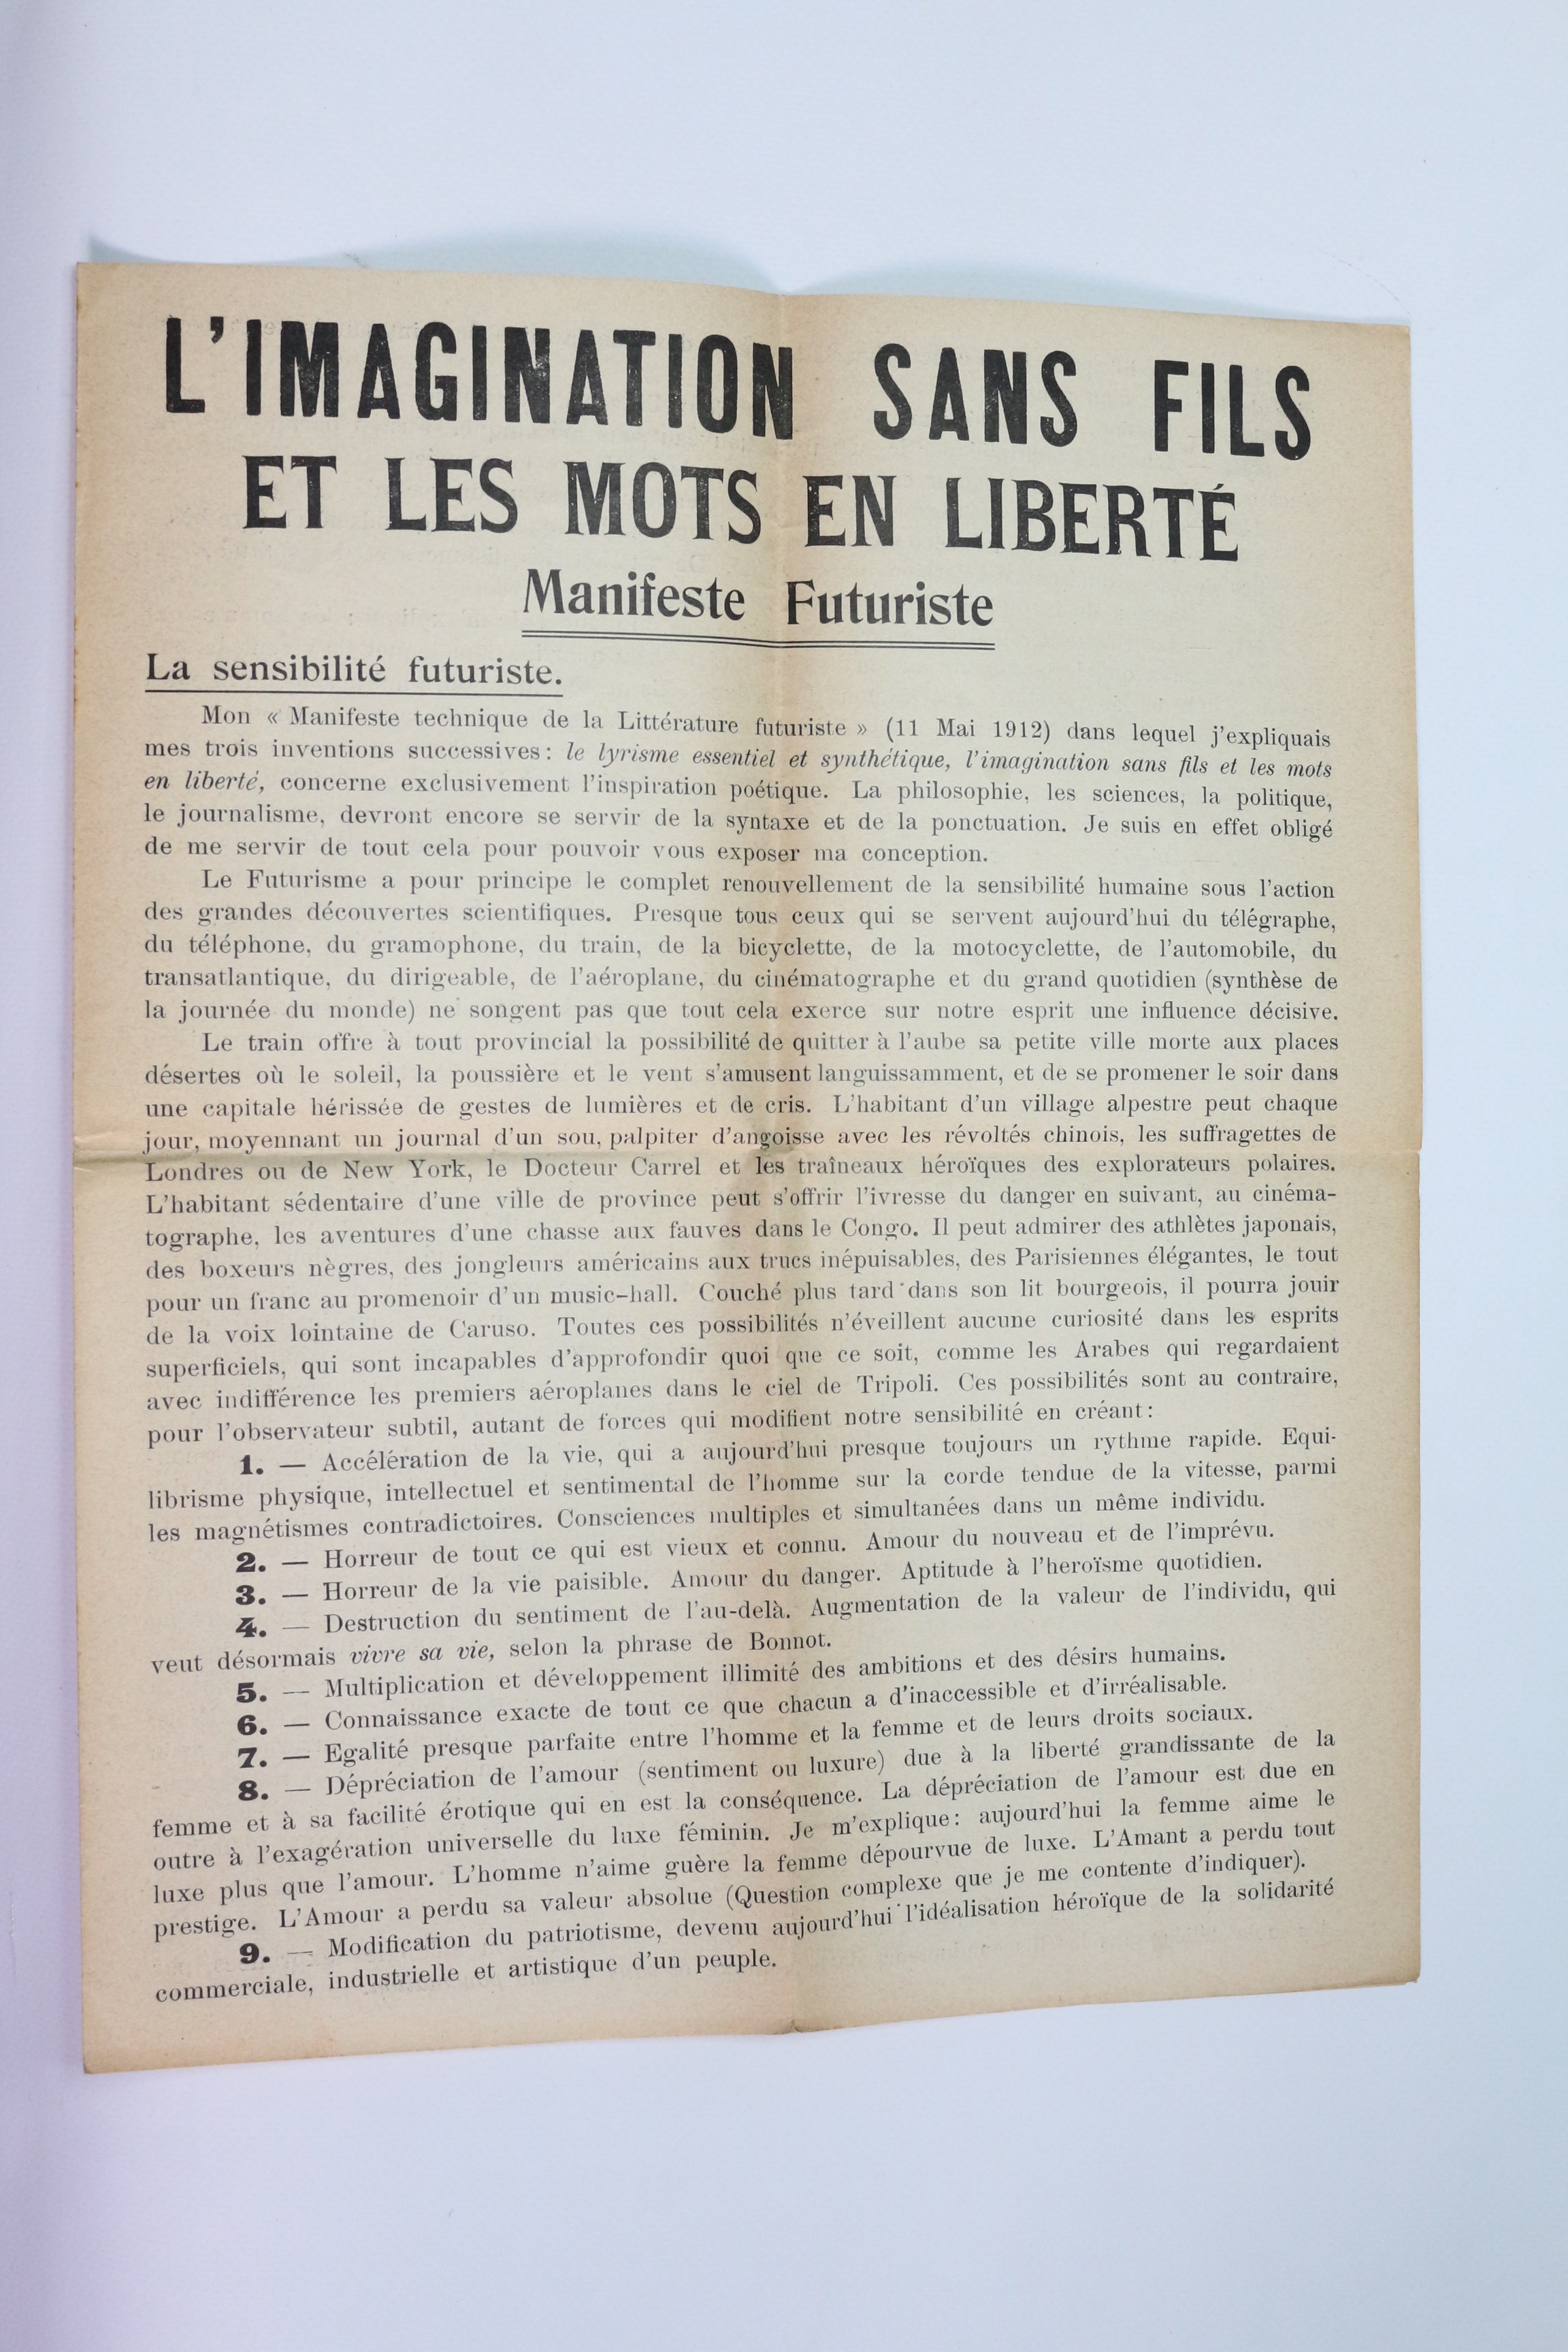 L'IMAGINATION SANS FILS
ET LES MOTS EN LIBERTÉ
Manifeste Futuriste
La sensibilité futuriste.
Mon « Manifeste technique de la Littérature futuriste » (11 Mai 1912) dans lequel j'expliquais
mes trois inventions successives: le lyrisme essentiel et synthétique, l'imagination sans fils et les mots
en liberté, concerne exclusivement l'inspiration poétique. La philosophie, les sciences, la politique,
le journalisme, devront encore se servir de la syntaxe et de la ponctuation. Je suis en effet obligé
de me servir de tout cela pour pouvoir vous exposer ma conception.
Le Futurisme a pour principe le complet renouvellement de la sensibilité humaine sous l'action
des grandes découvertes scientifiques. Presque tous ceux qui se servent aujourd'hui du télégraphe,
du téléphone, du gramophone, du train, de la bicyclette, de la motocyclette, de l'automobile, du
transatlantique, du dirigeable, de l'aéroplane, du cinématographe et du grand quotidien (synthèse de
la journée du monde) ne songent pas que tout cela exerce sur notre esprit une influence décisive.
Le train offre à tout provincial la possibilité de quitter à l'aube sa petite ville morte aux places
désertes où le soleil, la poussière et le vent s'amusent languissamment, et de se promener le soir dans
une capitale hérissée de gestes de lumières et de cris. L'habitant d'un village alpestre peut chaque
jour, moyennant un journal d'un sou, palpiter d'angoisse avec les révoltés chinois, les suffragettes de
Londres ou de New York, le Docteur Carrel et les traîneaux héroïques des explorateurs polaires.
L'habitant sédentaire d'une ville de province peut s'offrir l'ivresse du danger en suivant, au cinéma-
tographe, les aventures d'une chasse aux fauves dans le Congo. Il peut admirer des athlètes japonais,
des boxeurs nègres, des jongleurs américains aux trucs inépuisables, des Parisiennes élégantes, le tout
pour un franc au promenoir d'un music-hall. Couché plus tard dans son lit bourgeois, il pourra jouir
de la voix lointaine de Caruso. Toutes ces possibilités n'éveillent aucune curiosité dans les esprits
superficiels, qui sont incapables d'approfondir quoi que ce soit, comme les Arabes qui regardaient
avec indifférence les premiers aéroplanes dans le ciel de Tripoli. Ces possibilités sont au contraire,
pour l'observateur subtil, autant de forces qui modifient notre sensibilité en créant:
1. — Accélération de la vie, qui a aujourd'hui presque toujours un rythme rapide. Equi-
librisme physique, intellectuel et sentimental de l'homme sur la corde tendue de la vitesse, parmi
les magnétismes contradictoires. Consciences multiples et simultanées dans un même individu.
2. — Horreur de tout ce qui est vieux et connu. Amour du nouveau et de l'imprévu.
3. — Horreur de la vie paisible. Amour du danger. Aptitude à l'heroïsme quotidien.
4. — Destruction du sentiment de l'au-delà. Augmentation de la valeur de l'individu, qui
veut désormais vivre sa vie, selon la phrase de Bonnot.
5. — Multiplication et développement illimité des ambitions et des désirs humains.
6. — Connaissance exacte de tout ce que chacun a d'inaccessible et d'irréalisable.
7. — Egalité presque parfaite entre l'homme et la femme et de leurs droits sociaux.
8. — Dépréciation de l'amour (sentiment ou luxure) due à la liberté grandissante de la
femme et à sa facilité érotique qui en est la conséquence. La dépréciation de l'amour est due en
outre à l'exagération universelle du luxe féminin. Je m'explique: aujourd'hui la femme aime le
luxe plus que l'amour. L'homme n'aime guère la femme dépourvue de luxe. L'Amant a perdu tout
prestige. L'Amour a perdu sa valeur absolue (Question complexe que je me contente d'indiquer).
9. — Modification du patriotisme, devenu aujourd'hui l'idéalisation héroïque de la solidarité
commerciale, industrielle et artistique d'un peuple.